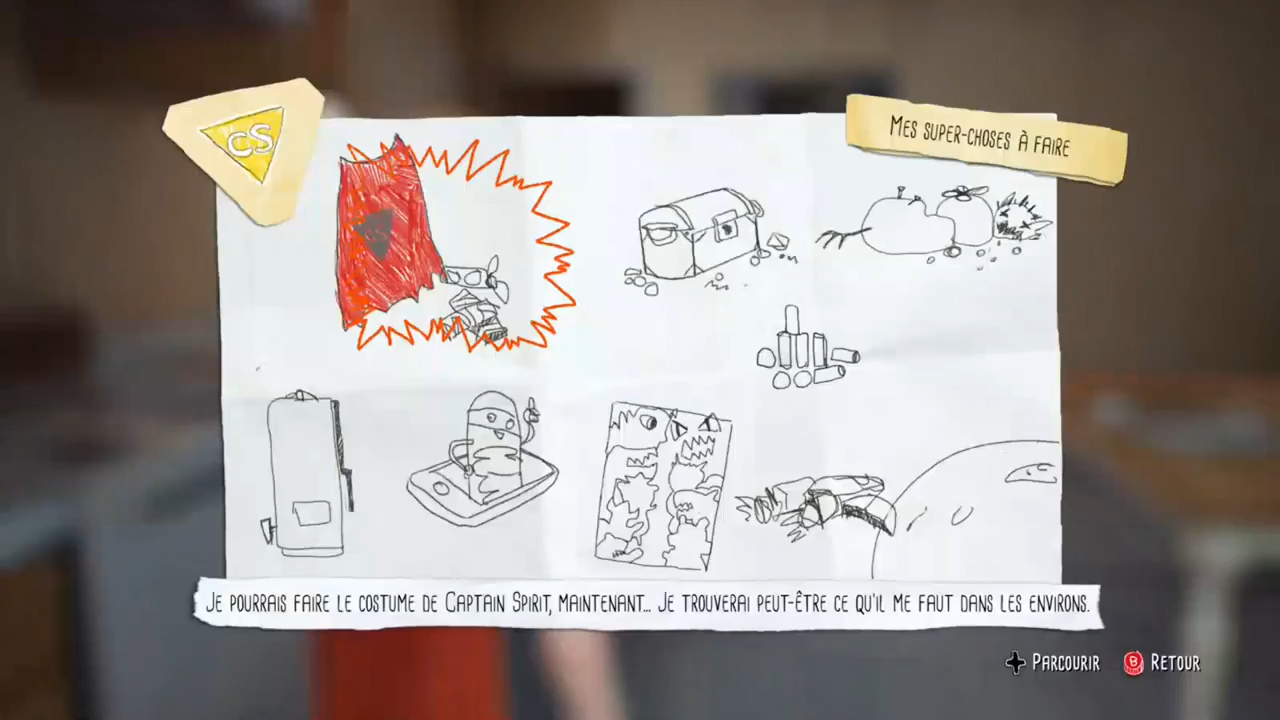 CS
MES SUPER-CHOSES À FAIRE
JE POURRAIS FAIRE LE COSTUME DE CAPTAIN SPIRIT, MAINTENANT... JE TROUVERAI PEUT-ÊTRE CE QU'IL ME FAUT DANS LES ENVIRONS.
PARCOURIR B RETOUR